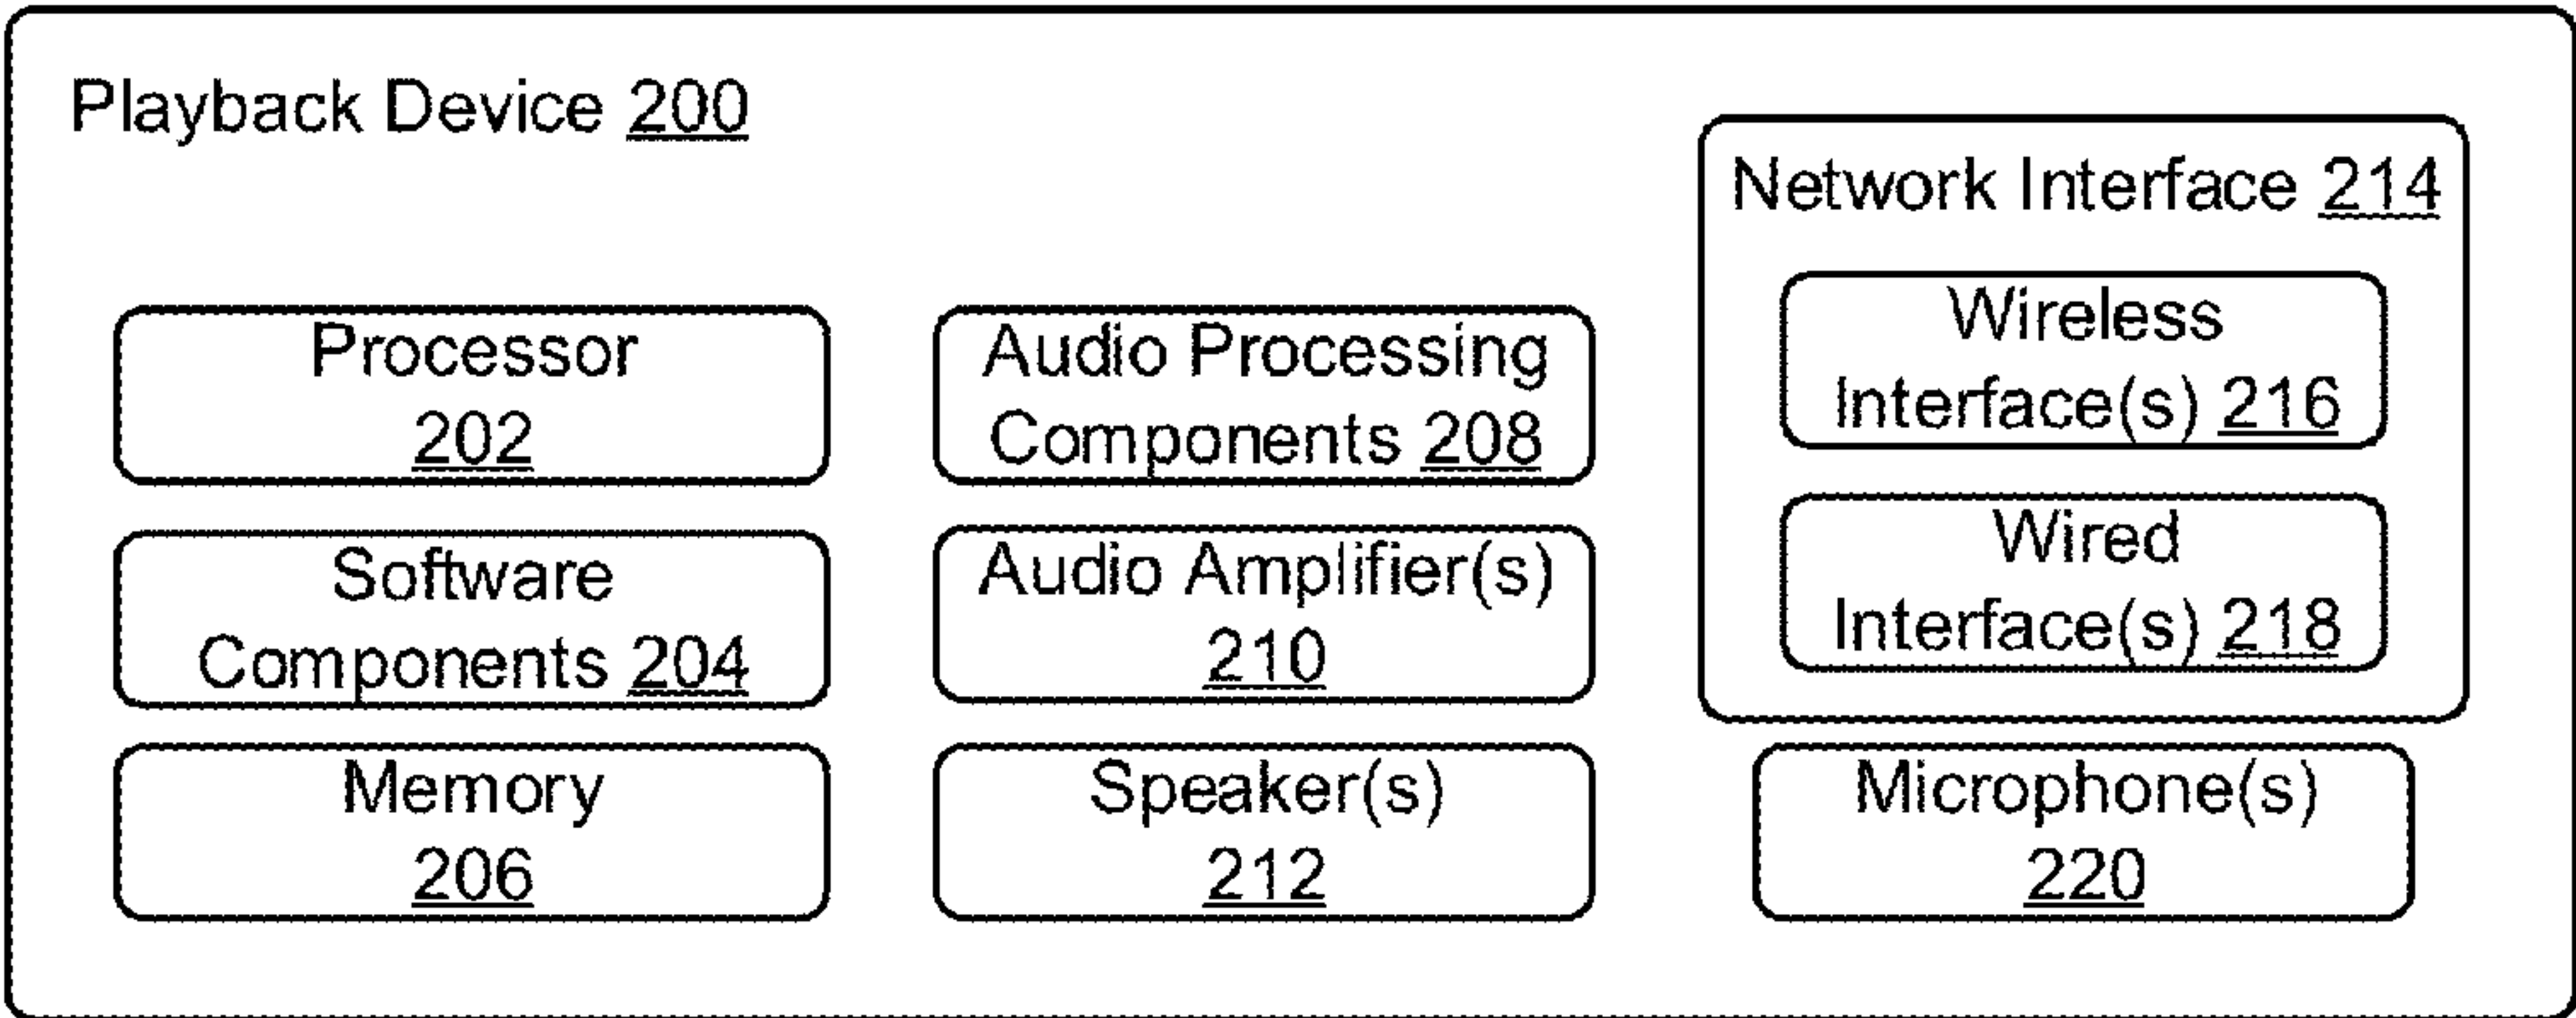 Playback Device 200
Processor
202
Software
Components 204
Memory
206
Audio Processing
Components 208
Audio Amplifier(s)
210
Speaker(s)
212
Network Interface 214
Wireless
Interface(s) 216
Wired
Interface(s) 218
Microphone(s)
220